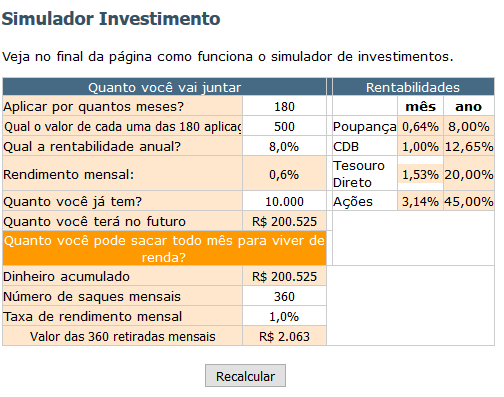 Simulador Investimento
Veja no final da página como funciona o simulador de investimentos.
Quanto você vai juntar
Aplicar por quantos meses? 180
Qual o valor de cada uma das 180 aplicaç 500
Qual a rentabilidade anual? 8,0%
Rendimento mensal: 0,6%
Quanto você já tem? 10.000
Quanto você terá no futuro R$ 200.525
Quanto você pode sacar todo mês para viver de
renda?
Dinheiro acumulado R$ 200.525
Número de saques mensais 360
Taxa de rendimento mensal 1,0%
Valor das 360 retiradas mensais R$ 2.063
Rentabilidades
mês ano
Poupança 0,64% 8,00%
CDB 1,00% 12,65%
Tesouro
Direto 1,53% 20,00%
Ações 3,14% 45,00%
Recalcular